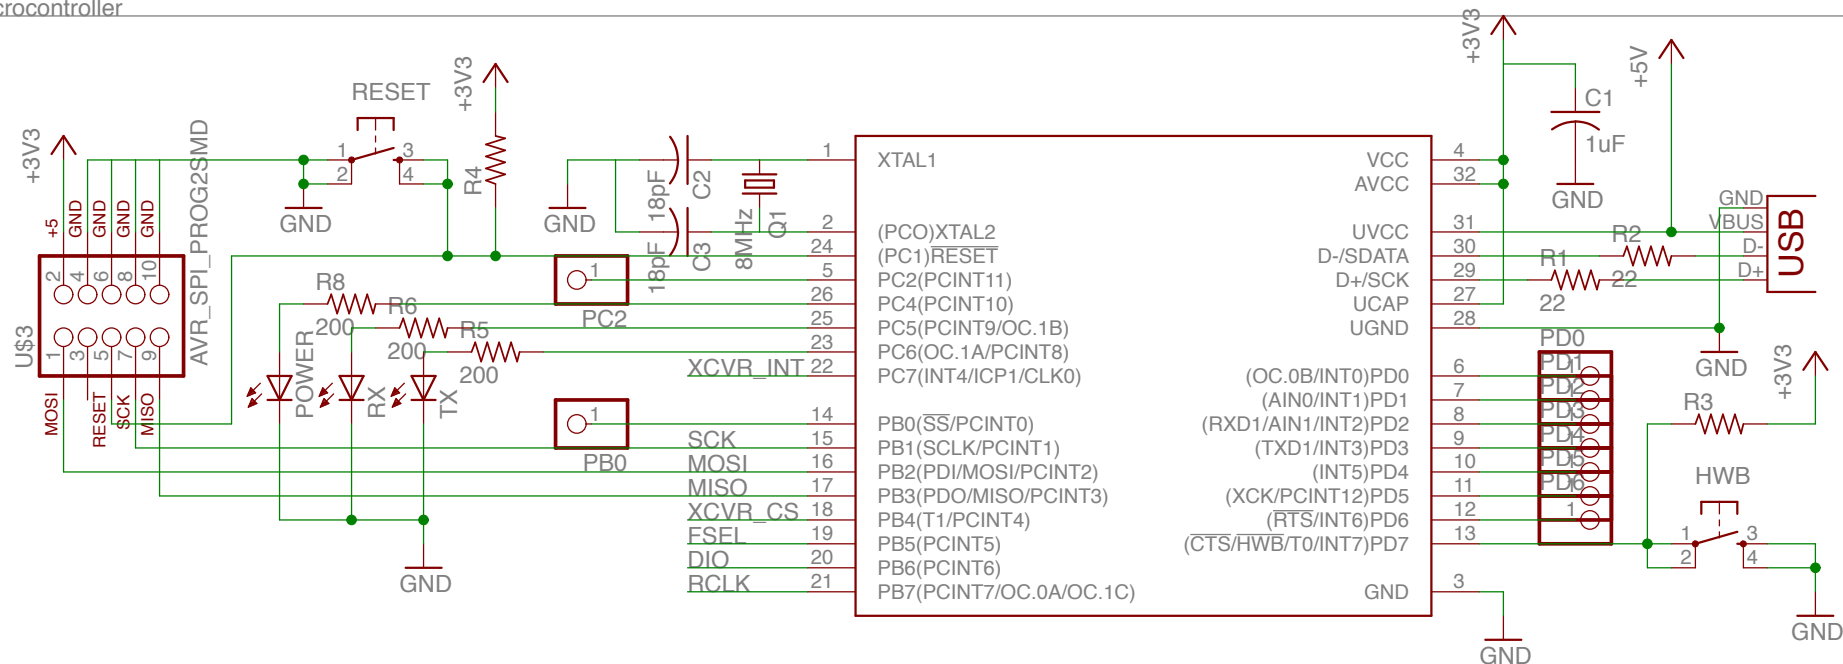 crocontroller
+3V3
+5
GND
GND
GND
GND
2
4
6
8
10
1
3
5
7
9
U$3
AVR_SPI_PROG2SMD
MOSI
RESET
SCK
MISO
RESET
1
2
3
4
GND
+3V3
R4
GND
18pF
C2
18pF
C3
8MHz
Q1
R8
200
R6
200
R5
200
POWER
RX
TX
GND
1
PC2
1
PB0
XCVR_INT
SCK
MOSI
MISO
XCVR_CS
FSEL
DIO
RCLK
1 XTAL1
2 (PCO)XTAL2
24 (PC1)RESET
5 PC2(PCINT11)
26 PC4(PCINT10)
25 PC5(PCINT9/OC.1B)
23 PC6(OC.1A/PCINT8)
22 PC7(INT4/ICP1/CLK0)
14 PB0(SS/PCINT0)
15 PB1(SCLK/PCINT1)
16 PB2(PDI/MOSI/PCINT2)
17 PB3(PDO/MISO/PCINT3)
18 PB4(T1/PCINT4)
19 PB5(PCINT5)
20 PB6(PCINT6)
21 PB7(PCINT7/OC.0A/OC.1C)
VCC 4
AVCC 32
UVCC 31
D-/SDATA 30
D+/SCK 29
UCAP 27
UGND 28
(OC.0B/INT0)PD0 6
(AIN0/INT1)PD1 7
(RXD1/AIN1/INT2)PD2 8
(TXD1/INT3)PD3 9
(INT5)PD4 10
(XCK/PCINT12)PD5 11
(RTS/INT6)PD6 12
(CTS/HWB/T0/INT7)PD7 13
GND 3
GND
+3V3
C1
1uF
GND
+5V
R2
22
R1
22
GND
VBUS
D-
D+
USB
GND
PD0
PD1
PD2
PD3
PD4
PD5
PD6
1
+3V3
R3
HWB
1
2
3
4
GND